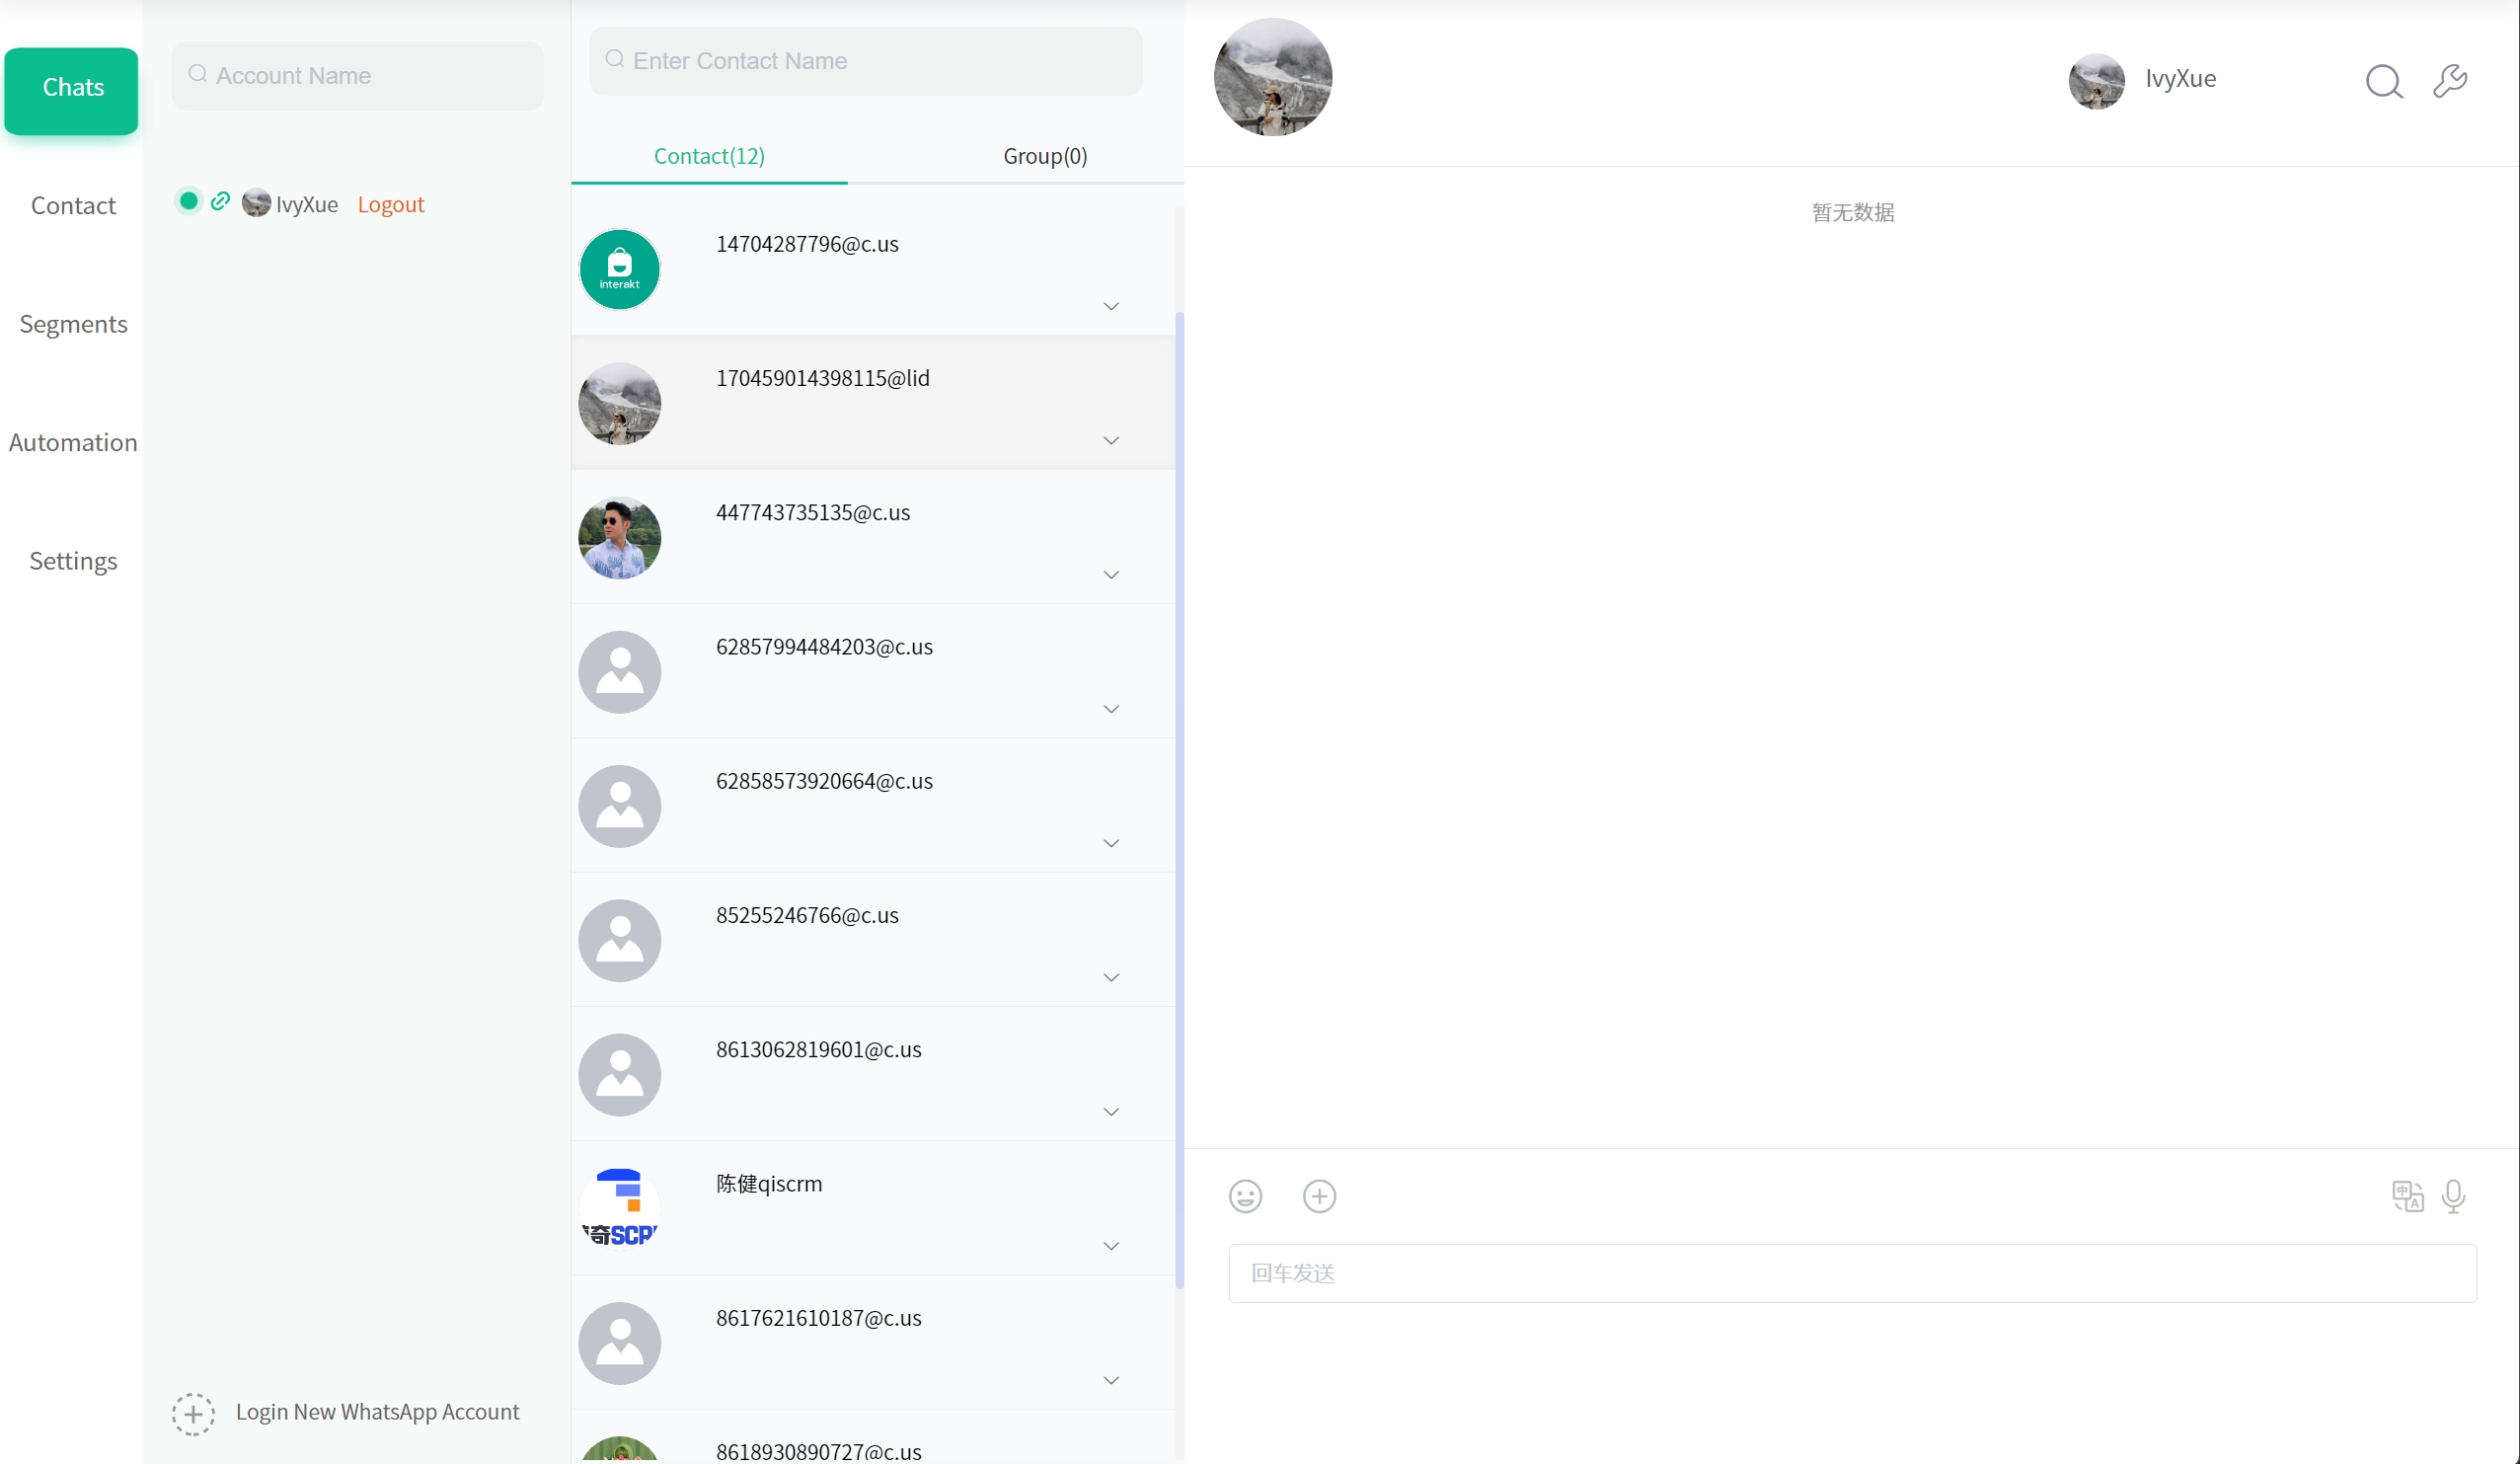 Chats
Contact
Segments
Automation
Settings
Account Name
IvyXue Logout
Login New WhatsApp Account
Enter Contact Name
Contact(12) Group(0)
interakt
14704287796@c.us
170459014398115@lid
447743735135@c.us
62857994484203@c.us
62858573920664@c.us
85255246766@c.us
8613062819601@c.us
陈健qiscrm
奇SCR
8617621610187@c.us
8618930890727@c.us
IvyXue
暂无数据
中
A
回车发送